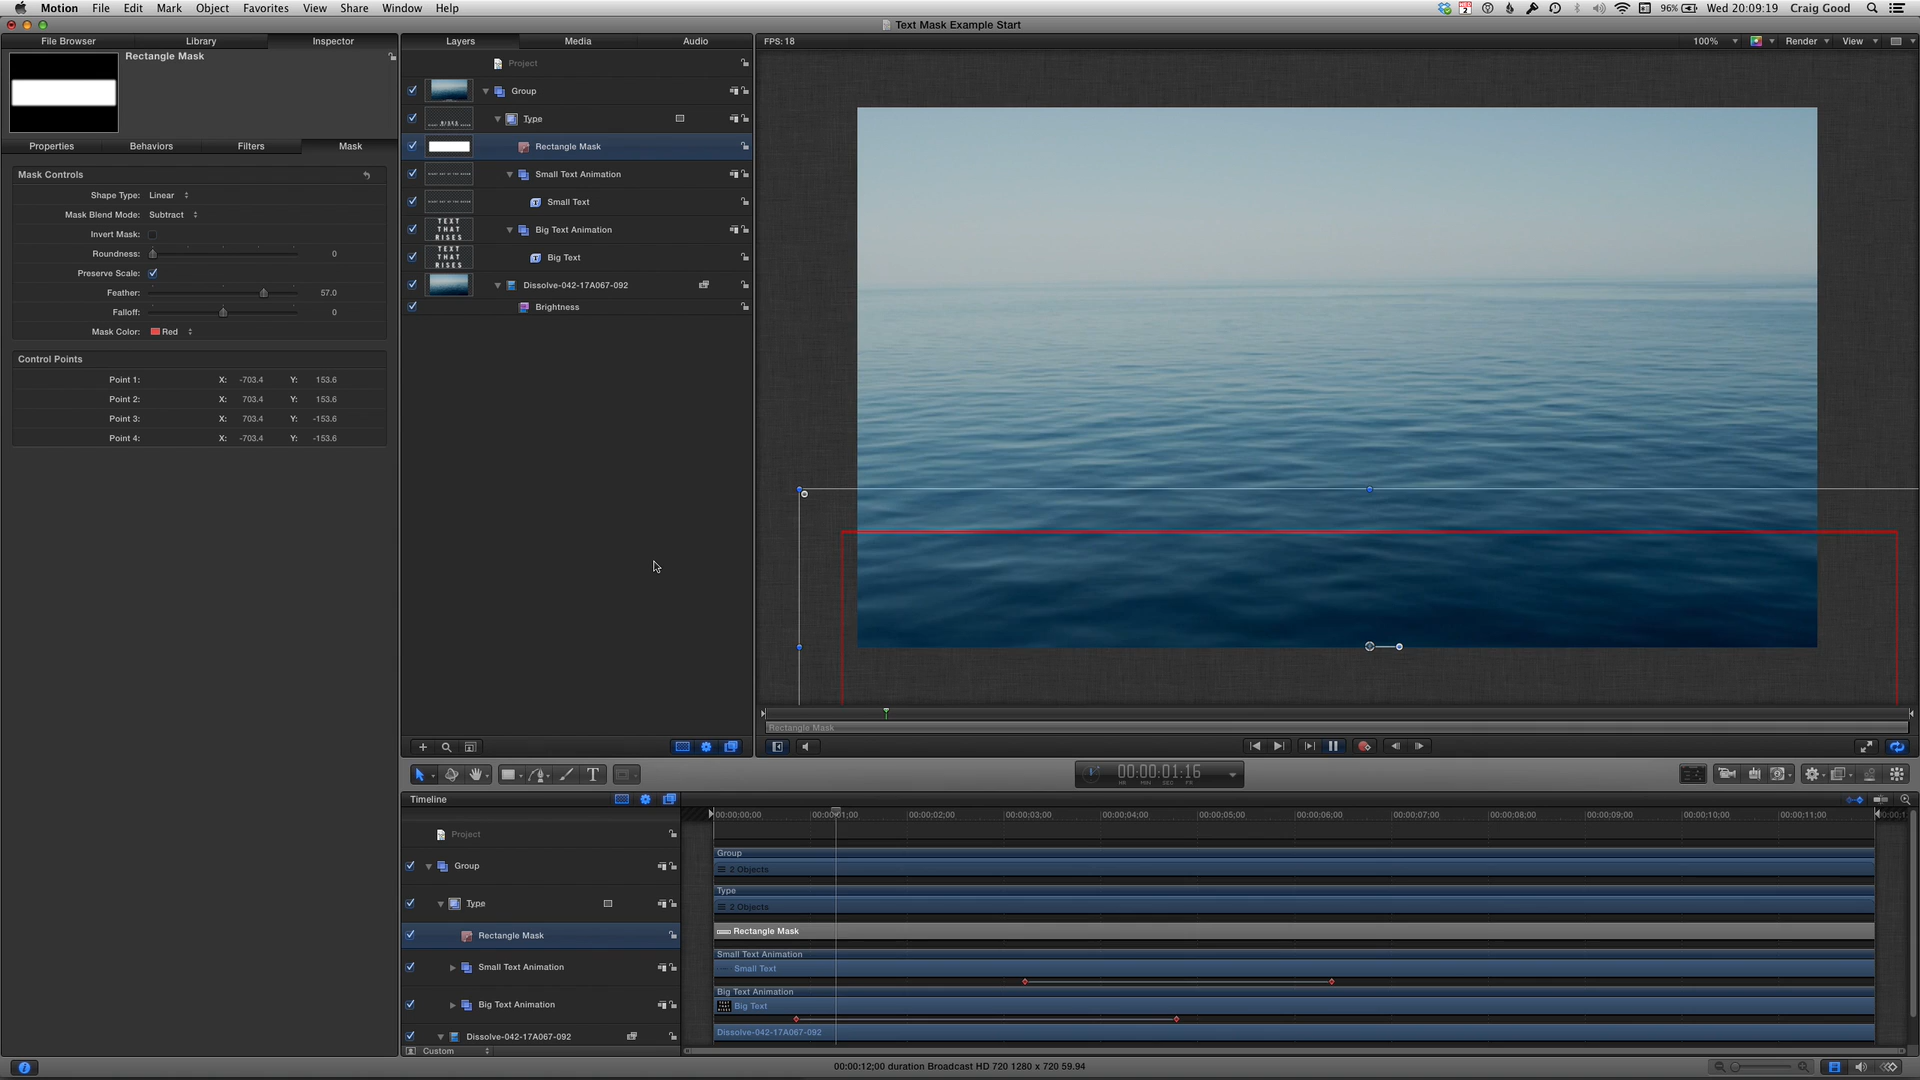 Motion File Edit Mark Object Favorites View Share Window Help 96% Wed 20:09:19 Craig Good
Text Mask Example Start
File Browser Library Inspector Layers Media Audio FPS: 18 100% Render View
Rectangle Mask
Project
Group
Type
Rectangle Mask
Small Text Animation
Small Text
TEXT
THAT
RISES
Big Text Animation
TEXT
THAT
RISES
Big Text
Dissolve-042-17A067-092
Brightness
Properties Behaviors Filters Mask
Mask Controls
Shape Type: Linear
Mask Blend Mode: Subtract
Invert Mask:
Roundness: 0
Preserve Scale:
Feather: 57.0
Falloff: 0
Mask Color: Red
Control Points
Point 1: X: -703.4 Y: 153.6
Point 2: X: 703.4 Y: 153.6
Point 3: X: 703.4 Y: -153.6
Point 4: X: -703.4 Y: -153.6
Rectangle Mask
T
00:00:01:16
HR MIN SEC FR
Timeline
00:00:00;00 00:00:01;00 00:00:02;00 00:00:03;00 00:00:04;00 00:00:05;00 00:00:06;00 00:00:07;00 00:00:08;00 00:00:09;00 00:00:10;00 00:00:11;00
Project
Group
Type
Rectangle Mask
Small Text Animation
Big Text Animation
Dissolve-042-17A067-092
Custom
Group
2 Objects
Type
2 Objects
Rectangle Mask
Small Text Animation
Small Text
Big Text Animation
Big Text
Dissolve-042-17A067-092
00:00:12;00 duration Broadcast HD 720 1280 x 720 59.94